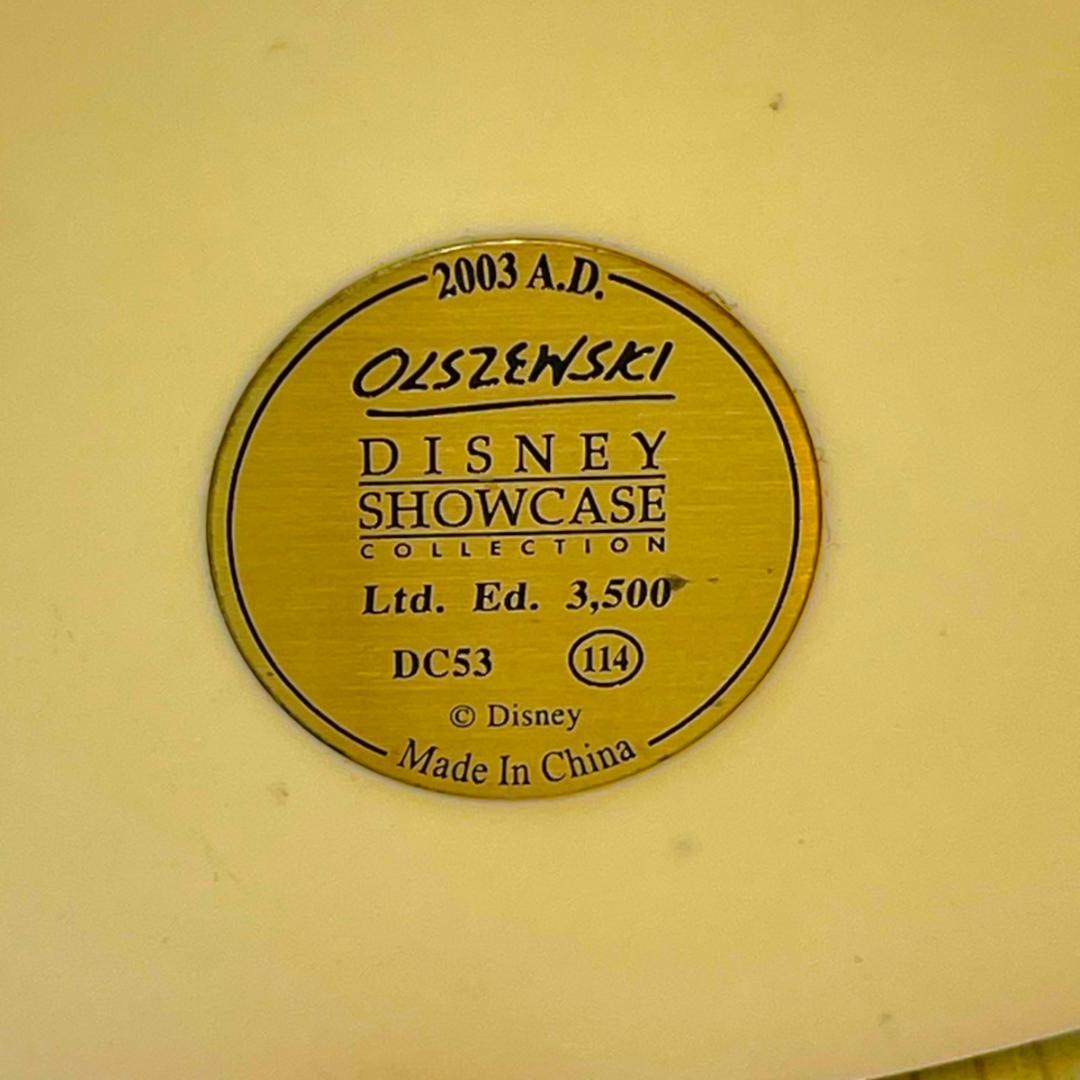 2003 A.D.
OLSZEWSKI
DISNEY
SHOWCASE
COLLECTION
Ltd. Ed. 3,500
DC53 114
© Disney
Made In China